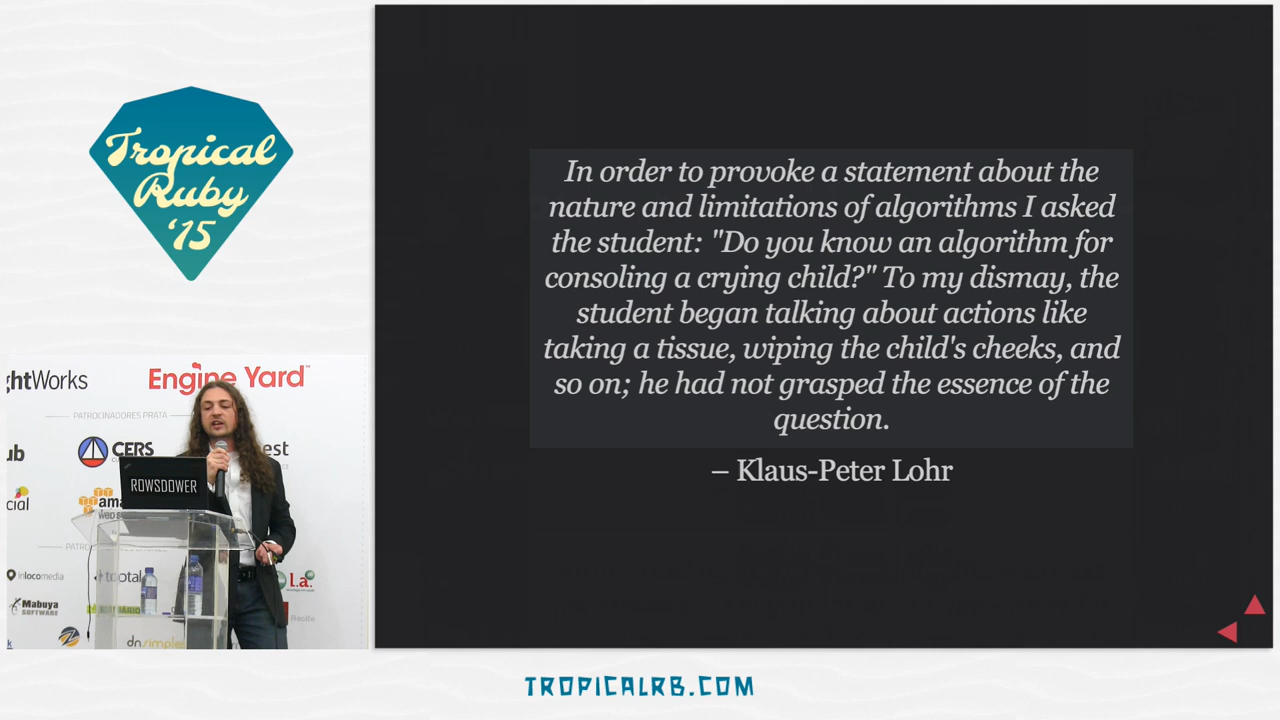 Tropical
Ruby
'15
In order to provoke a statement about the
nature and limitations of algorithms I asked
the student: "Do you know an algorithm for
consoling a crying child?" To my dismay, the
student began talking about actions like
taking a tissue, wiping the child's cheeks, and
so on; he had not grasped the essence of the
question.
– Klaus-Peter Lohr
ghtWorks
Engine Yard
PATROCINADORES PRATA
ub
CERS
est
ROWSDOWER
cial
ama
inlocomedia
total
L.a.
Mabuya
SOFTWARE
Recife
k
dnsimple
TROPICALRB.COM